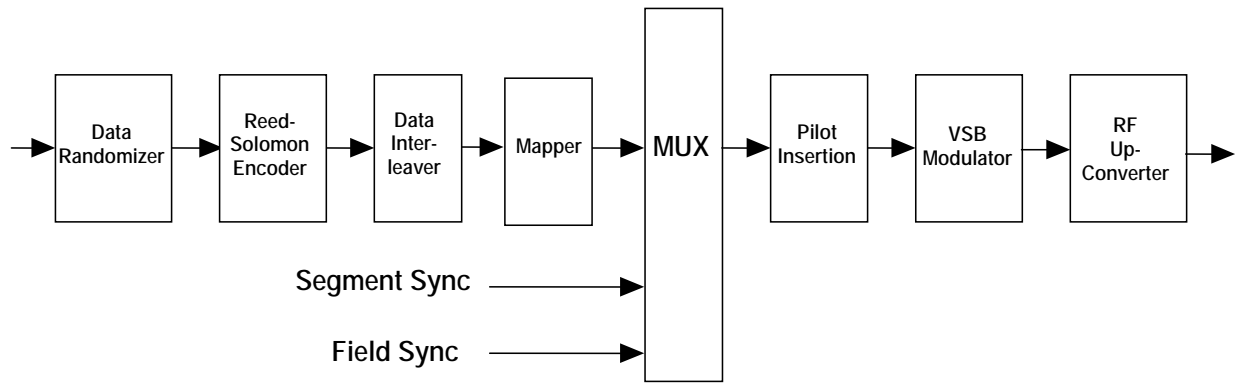 Data
Randomizer
Reed-
Solomon
Encoder
Data
Inter-
leaver
Mapper
MUX
Pilot
Insertion
VSB
Modulator
RF
Up-
Converter
Segment Sync
Field Sync